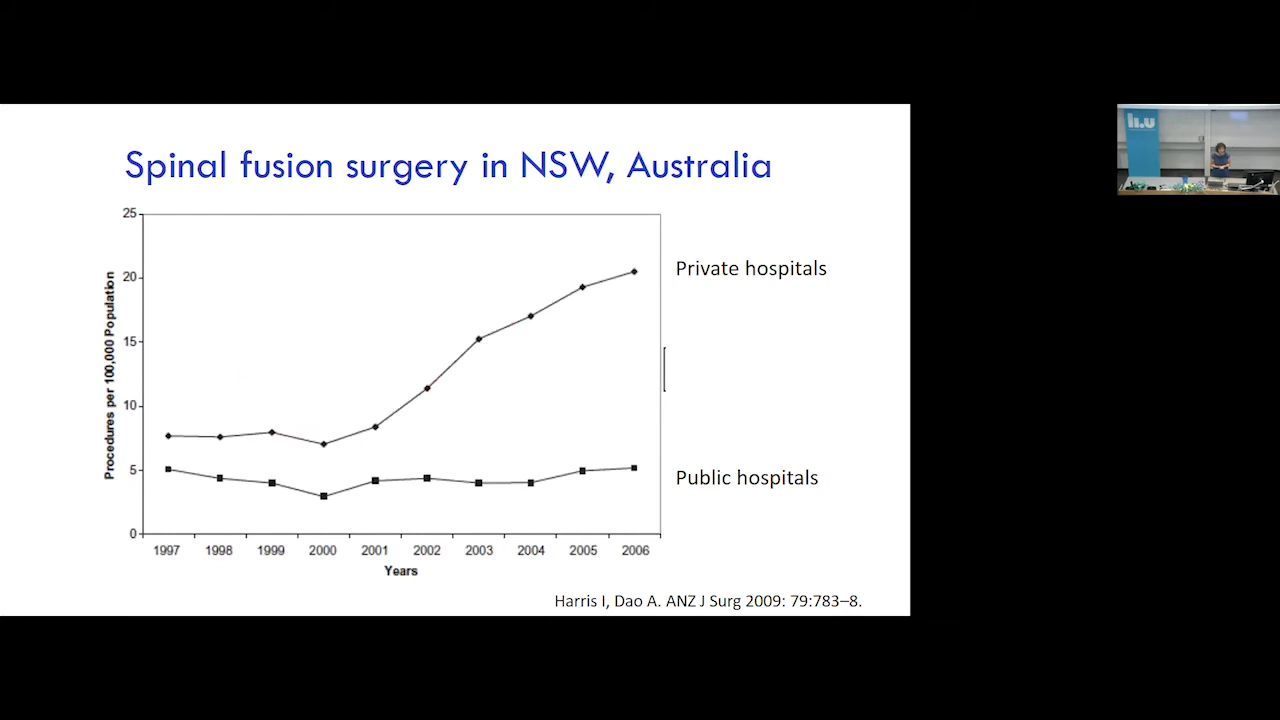 Spinal fusion surgery in NSW, Australia
25
20
15
10
5
0
Procedures per 100,000 Population
1997 1998 1999 2000 2001 2002 2003 2004 2005 2006
Years
Private hospitals
Public hospitals
Harris I, Dao A. ANZ J Surg 2009: 79:783–8.